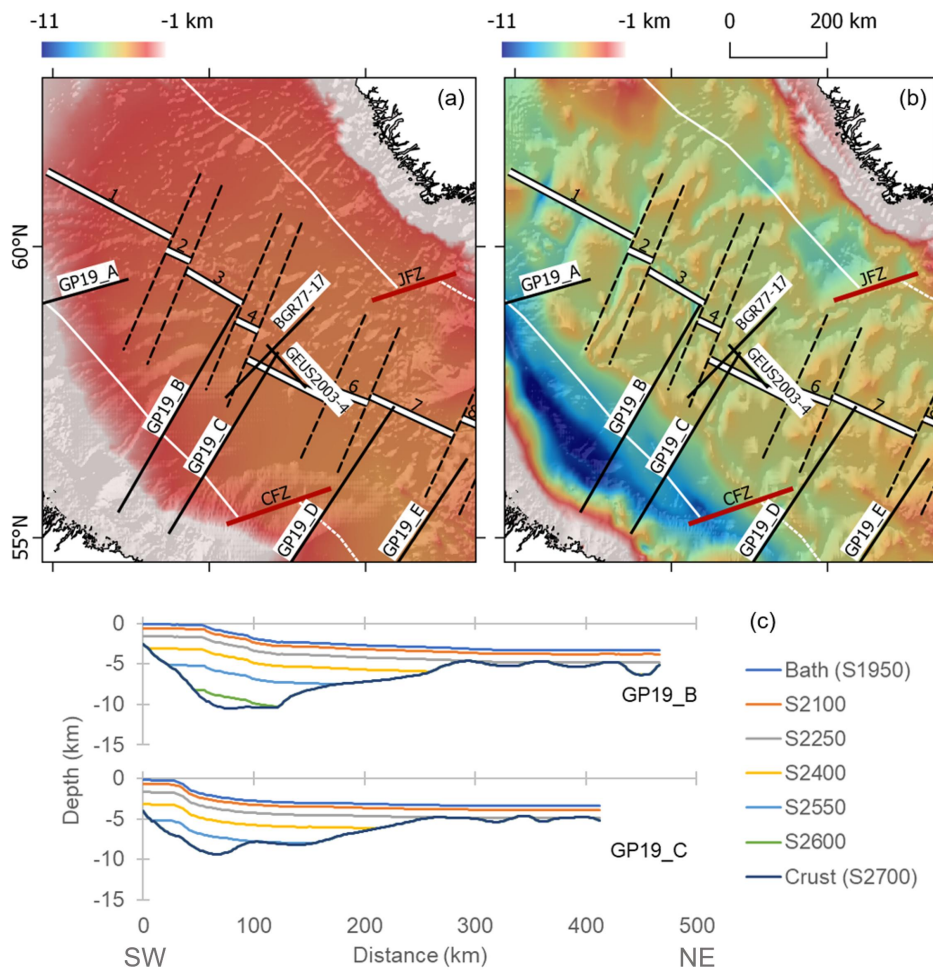 -11 -1 km
-11 -1 km
0 200 km
(a)
(b)
60°N
55°N
1
2
3
4
6
7
8
GP19_A
GP19_B
GP19_C
GP19_D
GP19_E
BGR77-17
GEUS2003-4
JFZ
CFZ
1
2
3
4
6
7
8
GP19_A
GP19_B
GP19_C
GP19_D
GP19_E
BGR77-17
GEUS2003-4
JFZ
CFZ
(c)
0
-5
-10
-15
GP19_B
0
-5
-10
-15
GP19_C
Depth (km)
0 100 200 300 400 500
SW Distance (km) NE
Bath (S1950)
S2100
S2250
S2400
S2550
S2600
Crust (S2700)